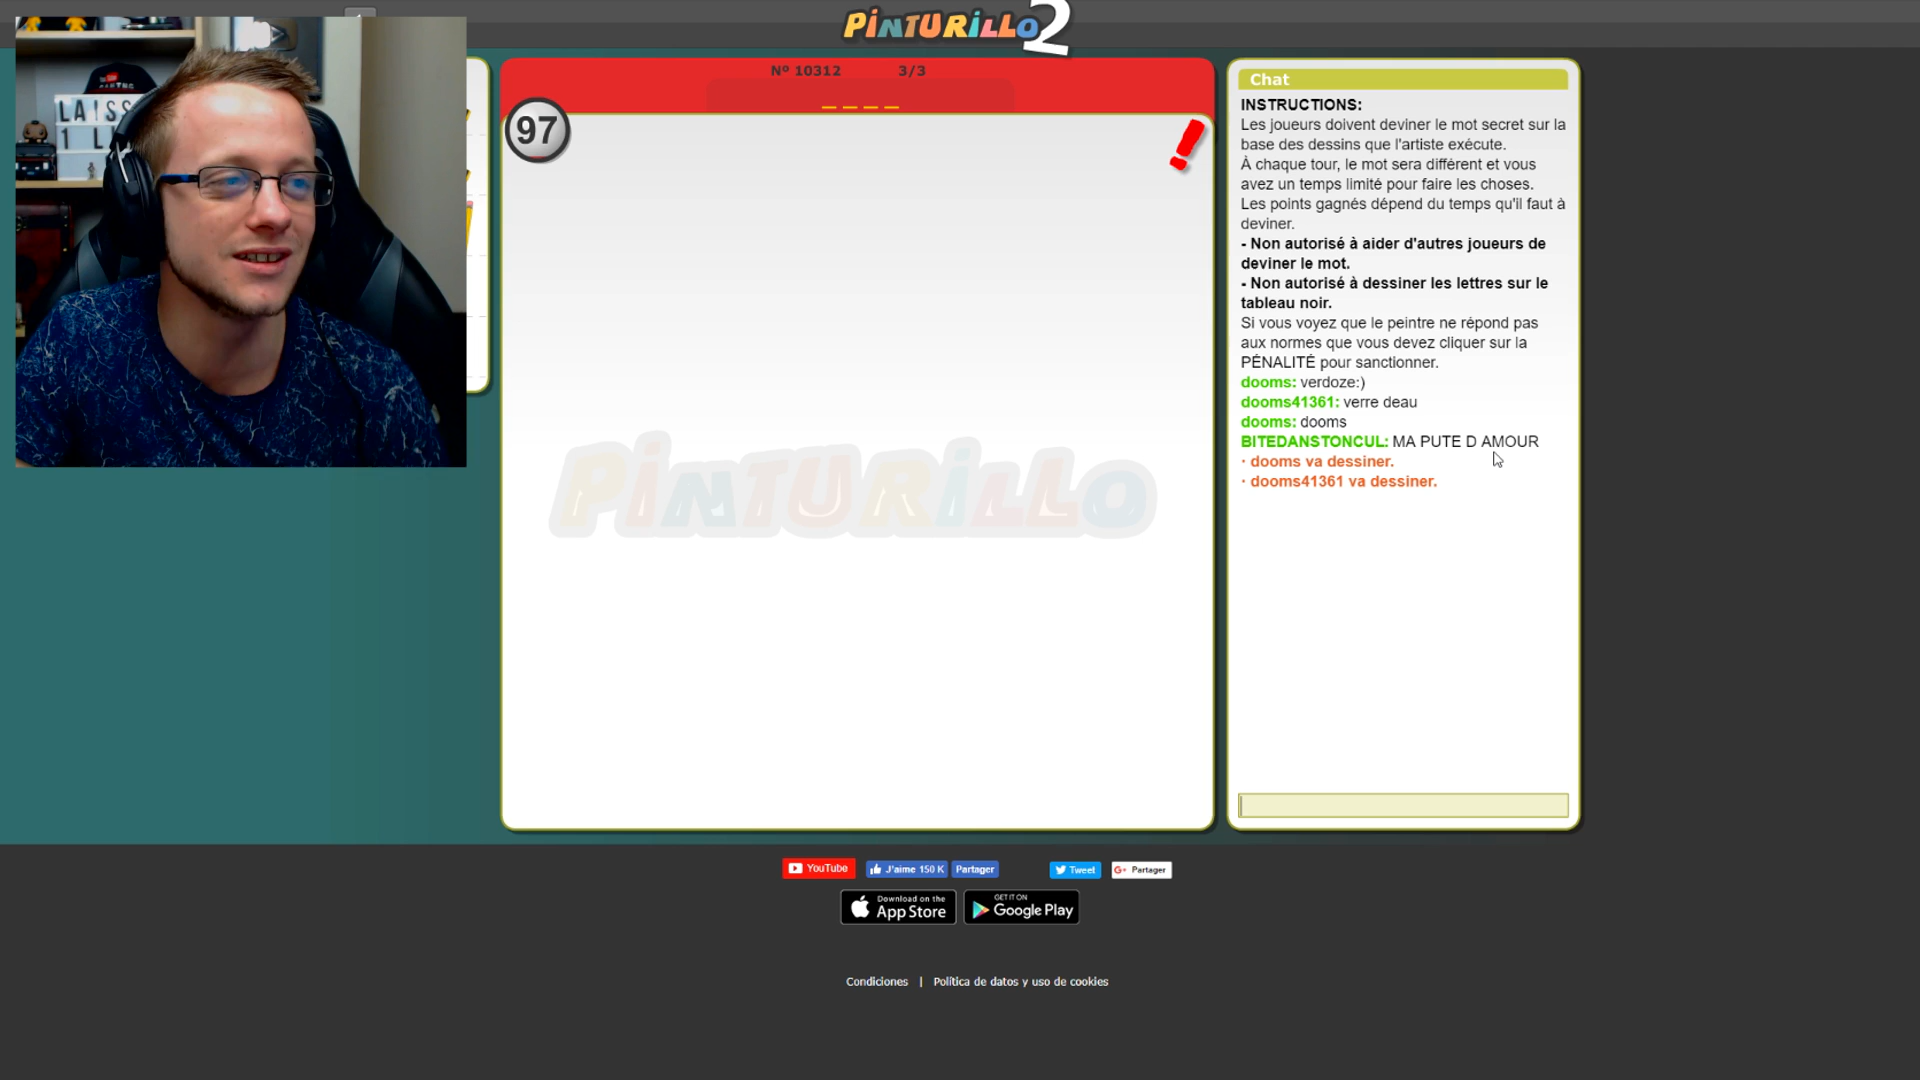 PINTURILLO 2
LAISS
1 L
Nº 10312 3/3
_ _ _ _
97
PINTURILLO
Chat
INSTRUCTIONS:
Les joueurs doivent deviner le mot secret sur la
base des dessins que l'artiste exécute.
À chaque tour, le mot sera différent et vous
avez un temps limité pour faire les choses.
Les points gagnés dépend du temps qu'il faut à
deviner.
- Non autorisé à aider d'autres joueurs de
deviner le mot.
- Non autorisé à dessiner les lettres sur le
tableau noir.
Si vous voyez que le peintre ne répond pas
aux normes que vous devez cliquer sur la
PÉNALITÉ pour sanctionner.
dooms: verdoze:)
dooms41361: verre deau
dooms: dooms
BITEDANSTONCUL: MA PUTE D AMOUR
· dooms va dessiner.
· dooms41361 va dessiner.
YouTube J'aime 150 K Partager Tweet G+ Partager
Download on the
App Store
GET IT ON
Google Play
Condiciones | Política de datos y uso de cookies